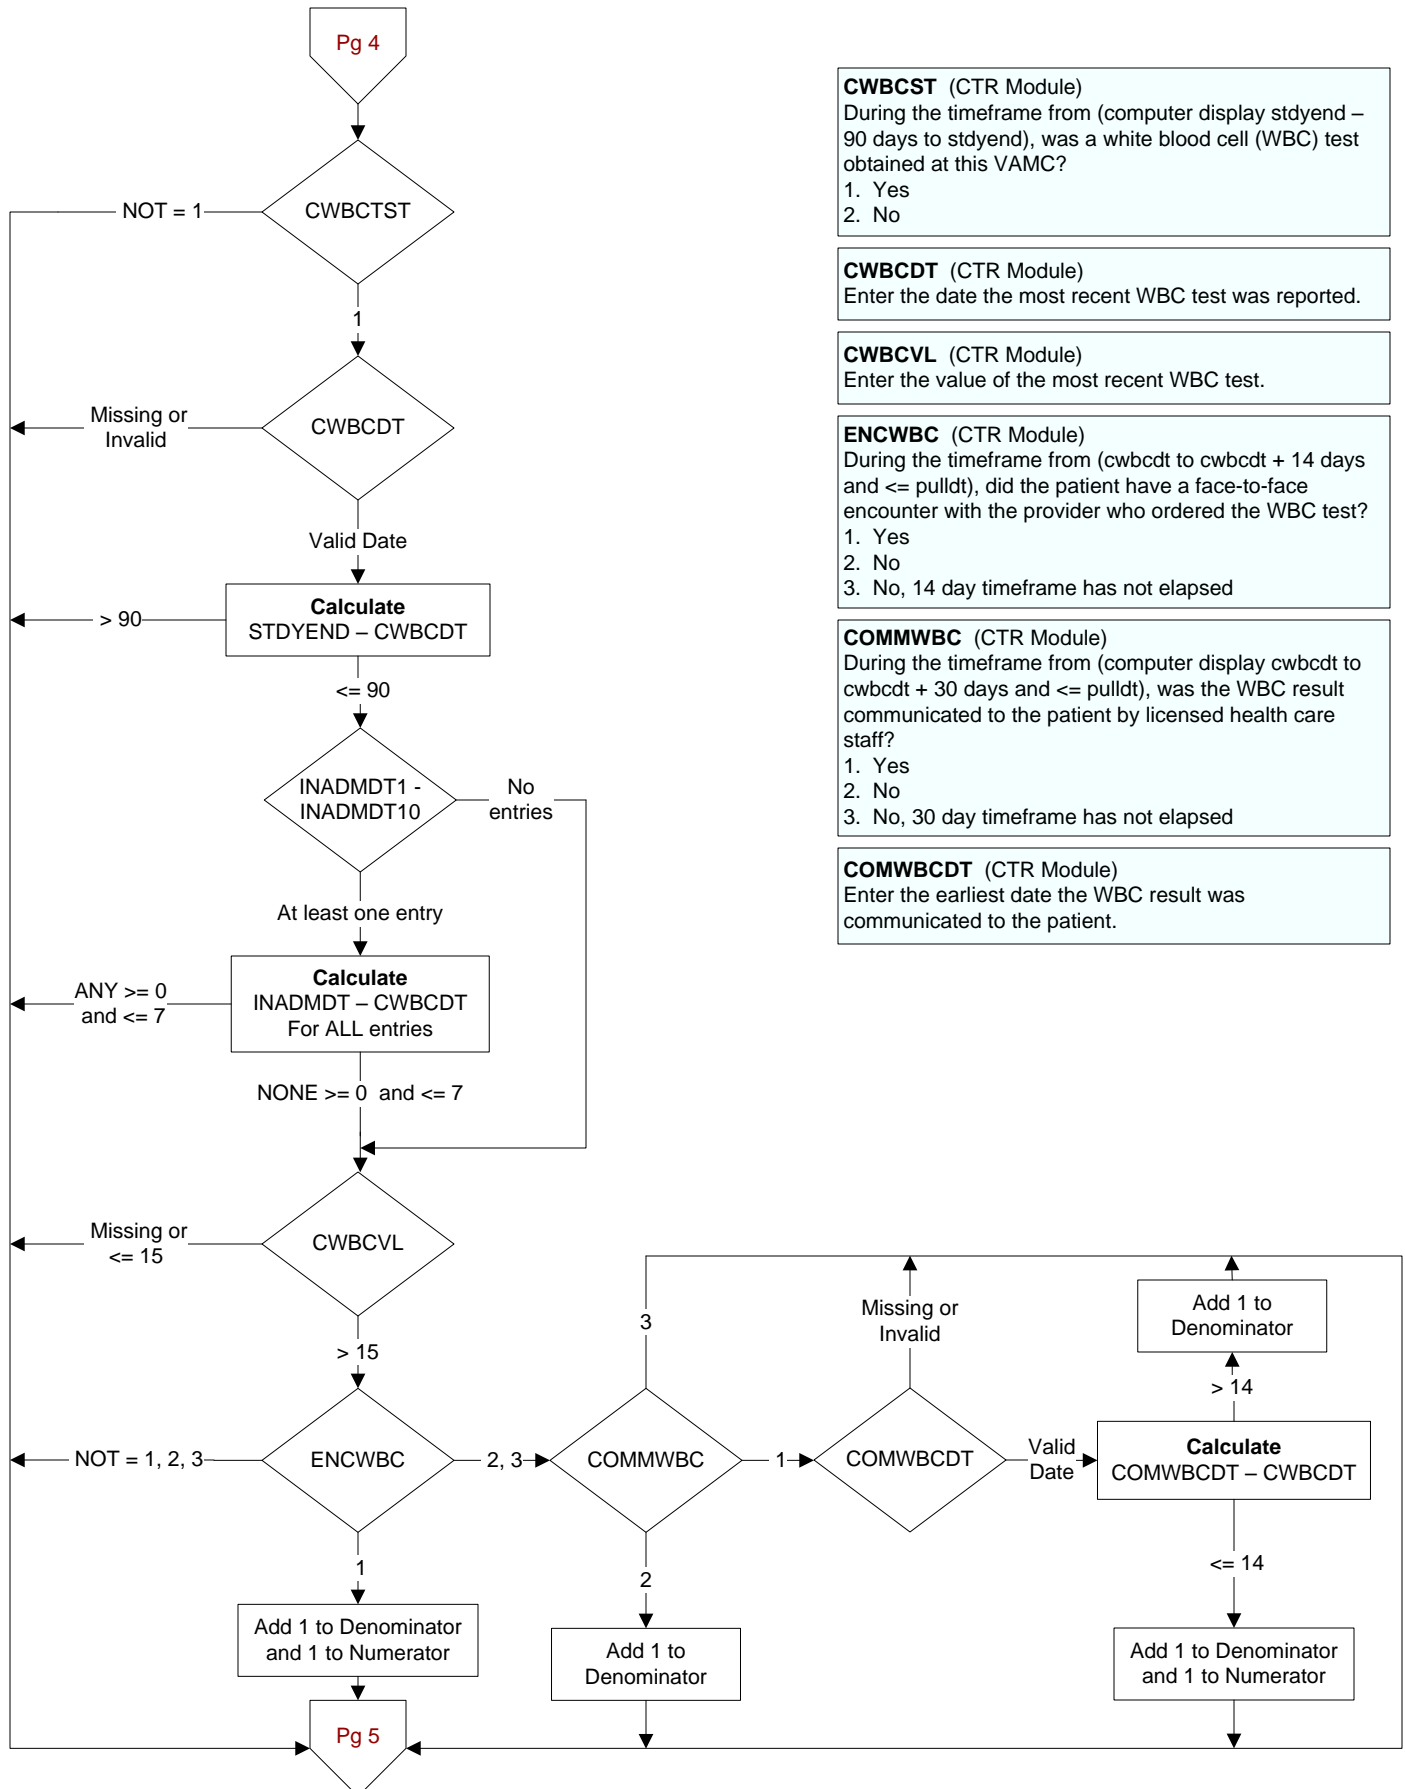 Pg 4
CWBCTST
NOT = 1
1
CWBCDT
Missing or
Invalid
Valid Date
Calculate
STDYEND – CWBCDT
> 90
<= 90
INADMDT1 -
INADMDT10
No
entries
At least one entry
Calculate
INADMDT – CWBCDT
For ALL entries
ANY >= 0
and <= 7
NONE >= 0 and <= 7
CWBCVL
Missing or
<= 15
> 15
ENCWBC
NOT = 1, 2, 3
2, 3
1
Add 1 to Denominator
and 1 to Numerator
Pg 5
COMMWBC
3
1
2
Add 1 to
Denominator
COMWBCDT
Missing or
Invalid
Valid
Date
Calculate
COMWBCDT – CWBCDT
> 14
Add 1 to
Denominator
<= 14
Add 1 to Denominator
and 1 to Numerator
CWBCST (CTR Module)
During the timeframe from (computer display stdyend –
90 days to stdyend), was a white blood cell (WBC) test
obtained at this VAMC?
1. Yes
2. No
CWBCDT (CTR Module)
Enter the date the most recent WBC test was reported.
CWBCVL (CTR Module)
Enter the value of the most recent WBC test.
ENCWBC (CTR Module)
During the timeframe from (cwbcdt to cwbcdt + 14 days
and <= pulldt), did the patient have a face-to-face
encounter with the provider who ordered the WBC test?
1. Yes
2. No
3. No, 14 day timeframe has not elapsed
COMMWBC (CTR Module)
During the timeframe from (computer display cwbcdt to
cwbcdt + 30 days and <= pulldt), was the WBC result
communicated to the patient by licensed health care
staff?
1. Yes
2. No
3. No, 30 day timeframe has not elapsed
COMWBCDT (CTR Module)
Enter the earliest date the WBC result was
communicated to the patient.